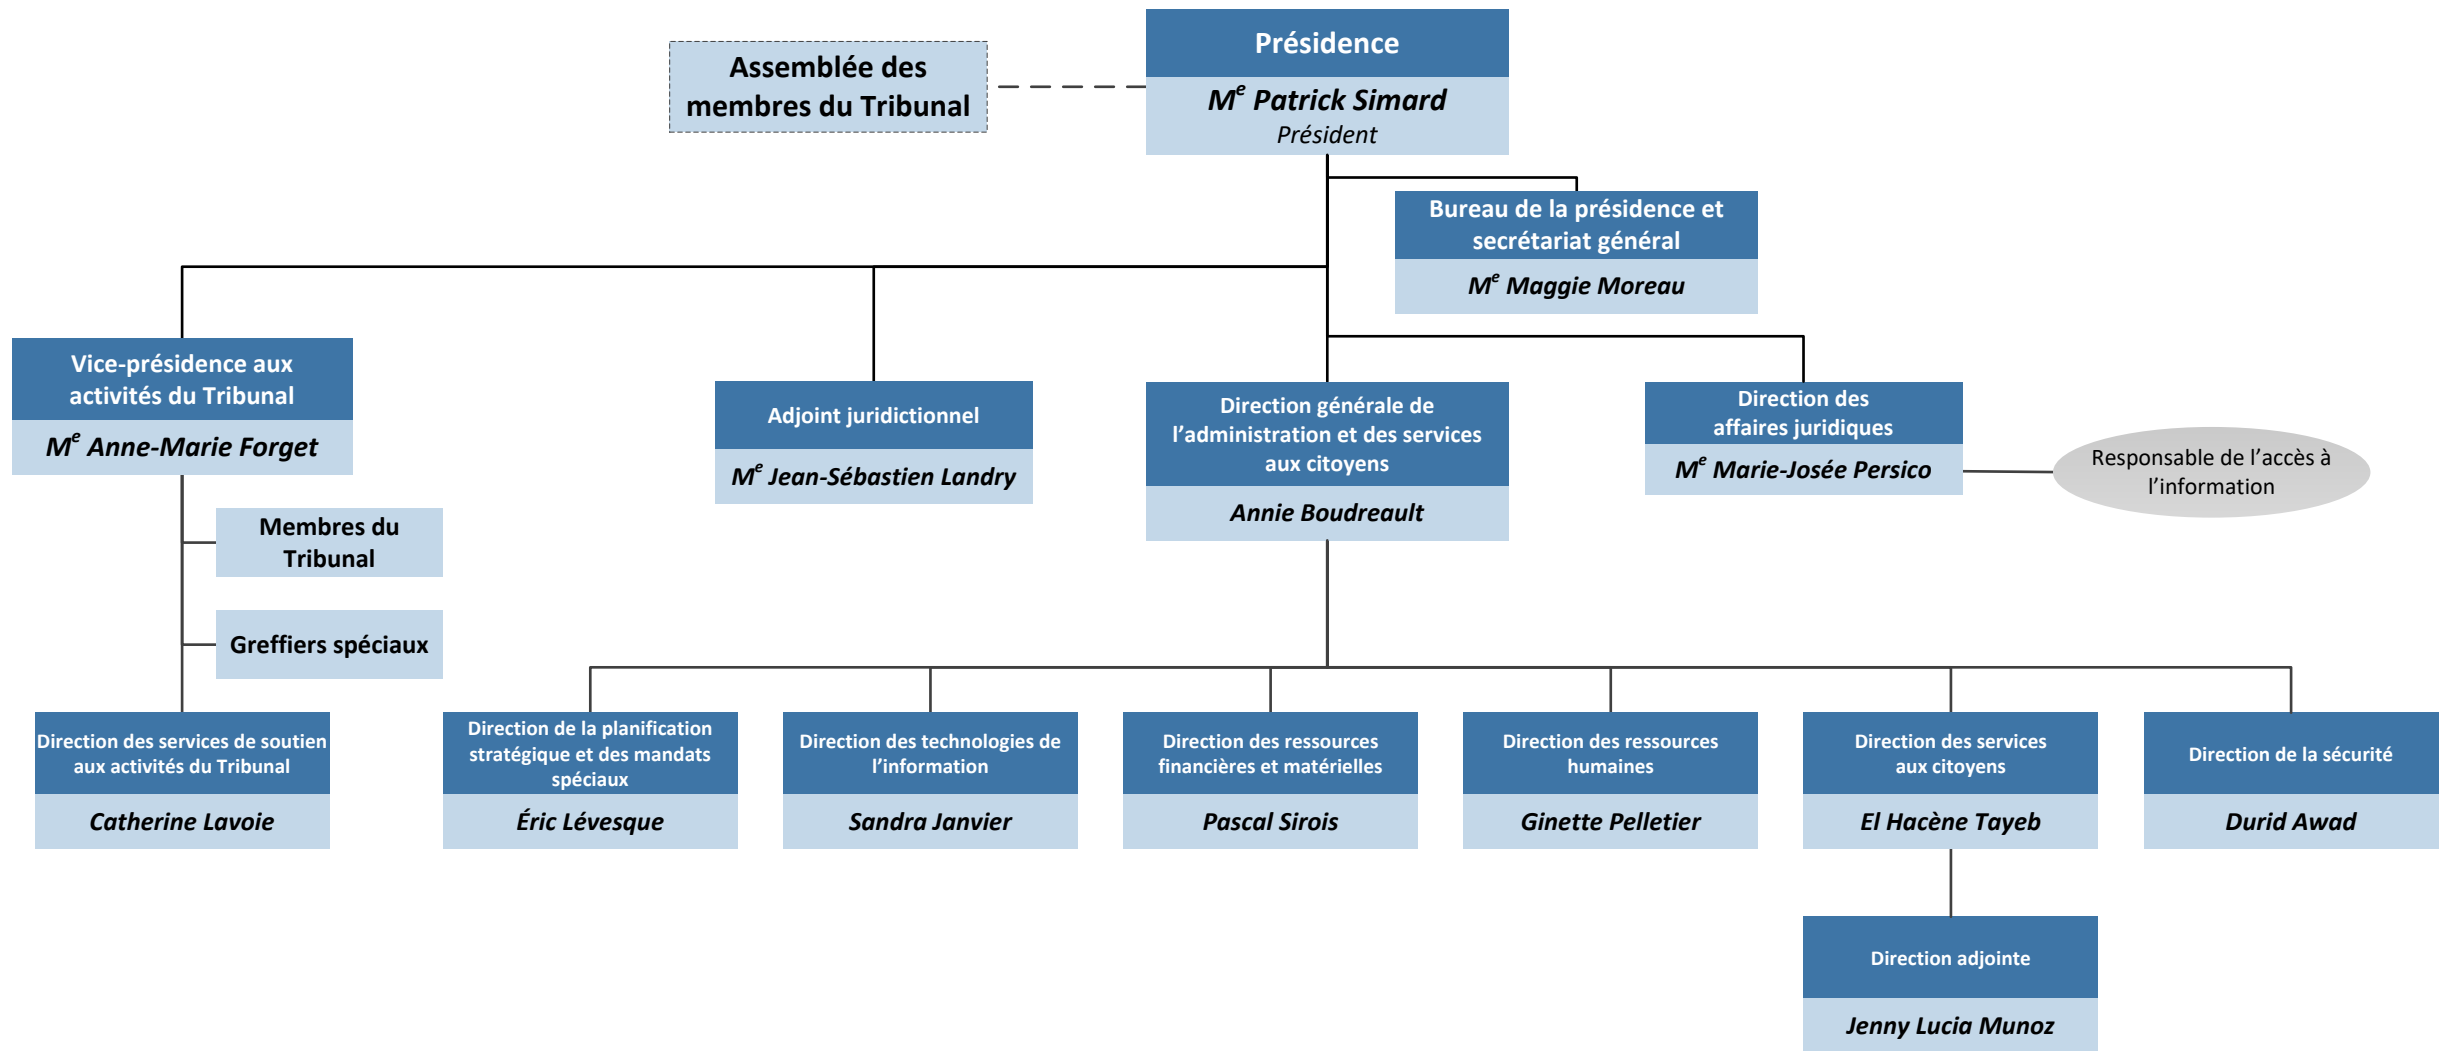 Présidence
Assemblée des
membres du Tribunal
Mᵉ Patrick Simard
Président
Bureau de la présidence et
secrétariat général
Mᵉ Maggie Moreau
Vice-présidence aux
activités du Tribunal
Mᵉ Anne-Marie Forget
Adjoint juridictionnel
Mᵉ Jean-Sébastien Landry
Direction générale de
l’administration et des services
aux citoyens
Annie Boudreault
Direction des
affaires juridiques
Mᵉ Marie-Josée Persico
Responsable de l’accès à
l’information
Membres du
Tribunal
Greffiers spéciaux
Direction des services de soutien
aux activités du Tribunal
Catherine Lavoie
Direction de la planification
stratégique et des mandats
spéciaux
Éric Lévesque
Direction des technologies de
l’information
Sandra Janvier
Direction des ressources
financières et matérielles
Pascal Sirois
Direction des ressources
humaines
Ginette Pelletier
Direction des services
aux citoyens
El Hacène Tayeb
Direction de la sécurité
Durid Awad
Direction adjointe
Jenny Lucia Munoz